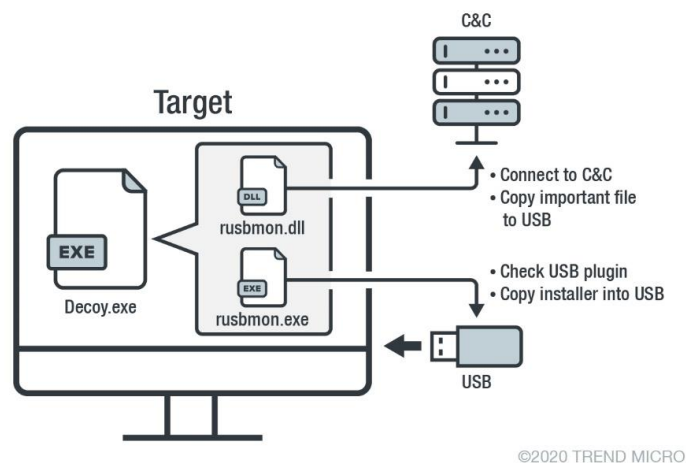 C&C
Target
• Connect to C&C
• Copy important file
to USB
DLL
rusbmon.dll
EXE
Decoy.exe
EXE
rusbmon.exe
• Check USB plugin
• Copy installer into USB
USB
©2020 TREND MICRO